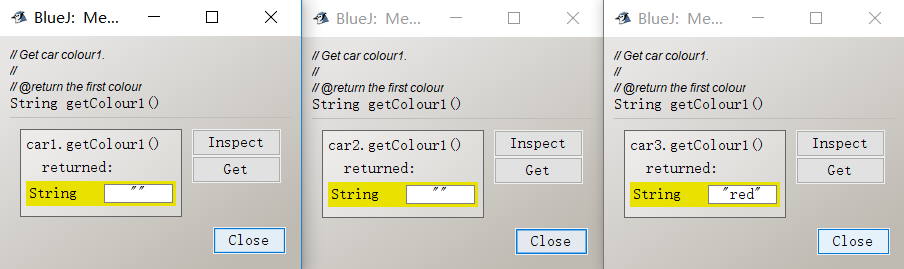 BlueJ: Me...
// Get car colour1.
//
// @return the first colour
String getColour1()
car1.getColour1()
returned:
String ""
Inspect
Get
Close
BlueJ: Me...
// Get car colour1.
//
// @return the first colour
String getColour1()
car2.getColour1()
returned:
String ""
Inspect
Get
Close
BlueJ: Me...
// Get car colour1.
//
// @return the first colour
String getColour1()
car3.getColour1()
returned:
String "red"
Inspect
Get
Close